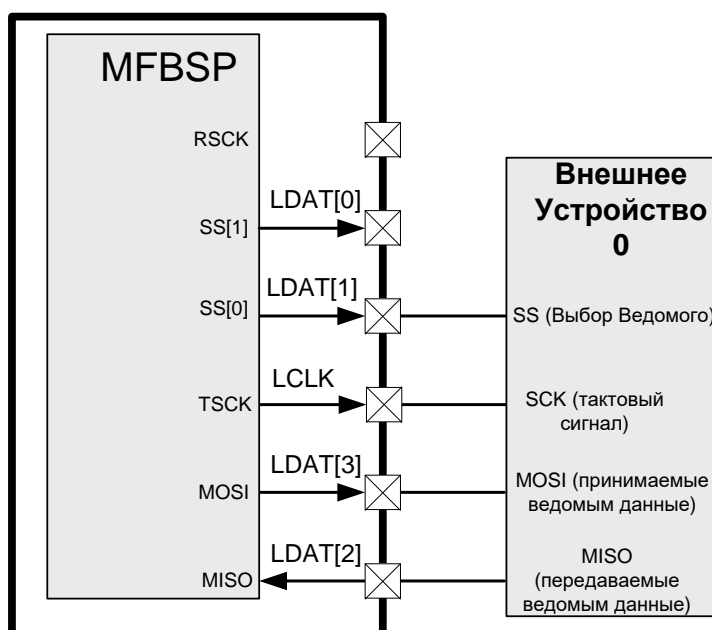 MFBSP
RSCK
SS[1]
LDAT[0]
SS[0]
LDAT[1]
TSCK
LCLK
MOSI
LDAT[3]
MISO
LDAT[2]
Внешнее
Устройство
0
SS (Выбор Ведомого)
SCK (тактовый
сигнал)
MOSI (принимаемые
ведомым данные)
MISO
(передаваемые
ведомым данные)